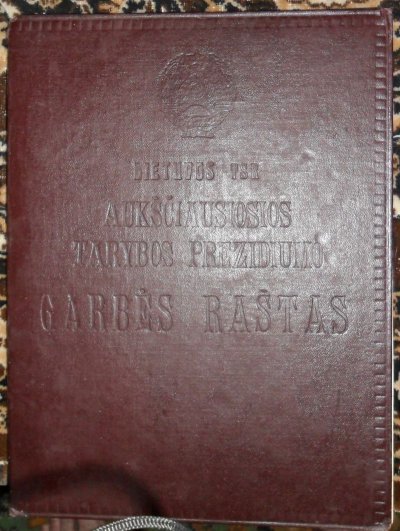 LIETUVOS TSR
AUKŠČIAUSIOSIOS
TARYBOS PREZIDIUMO
GARBĖS RAŠTAS